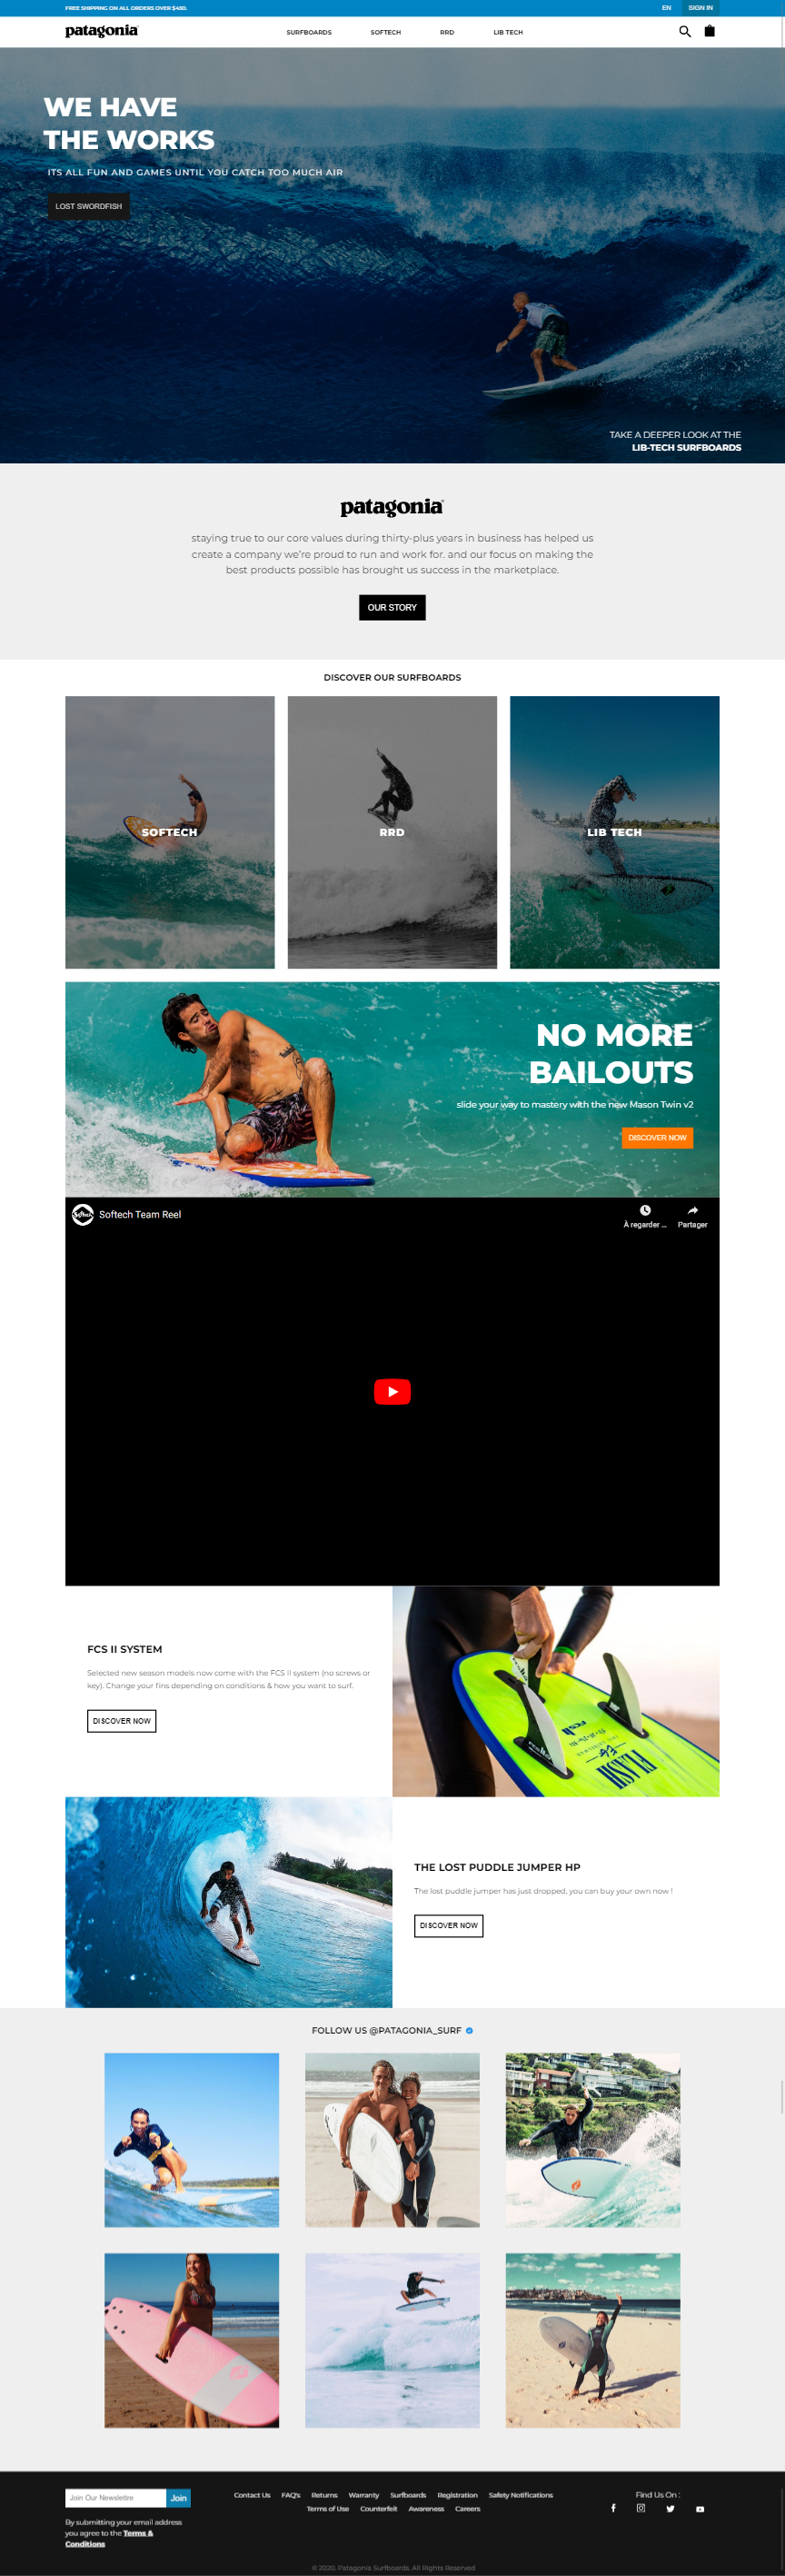 FREE SHIPPING ON ALL ORDERS OVER $450.
EN SIGN IN
patagonia
SURFBOARDS SOFTECH RRD LIB TECH
WE HAVE
THE WORKS
ITS ALL FUN AND GAMES UNTIL YOU CATCH TOO MUCH AIR
LOST SWORDFISH
TAKE A DEEPER LOOK AT THE
LIB-TECH SURFBOARDS
patagonia
staying true to our core values during thirty-plus years in business has helped us
create a company we're proud to run and work for. and our focus on making the
best products possible has brought us success in the marketplace.
OUR STORY
DISCOVER OUR SURFBOARDS
SOFTECH
RRD
LIB TECH
NO MORE
BAILOUTS
slide your way to mastery with the new Mason Twin v2
DISCOVER NOW
Softech Team Reel
À regarder ...
Partager
FCS II SYSTEM
Selected new season models now come with the FCS II system (no screws or
key). Change your fins depending on conditions & how you want to surf.
DISCOVER NOW
FLASH
THE LOST PUDDLE JUMPER HP
The lost puddle jumper has just dropped, you can buy your own now !
DISCOVER NOW
FOLLOW US @PATAGONIA_SURF
Join Our Newsletтre Join
By submitting your email address
you agree to the Terms &
Conditions
Contact Us FAQ's Returns Warranty Surfboards Registration Safety Notifications
Terms of Use Counterfeit Awareness Careers
Find Us On :
© 2020, Patagonia Surfboards. All Rights Reserved